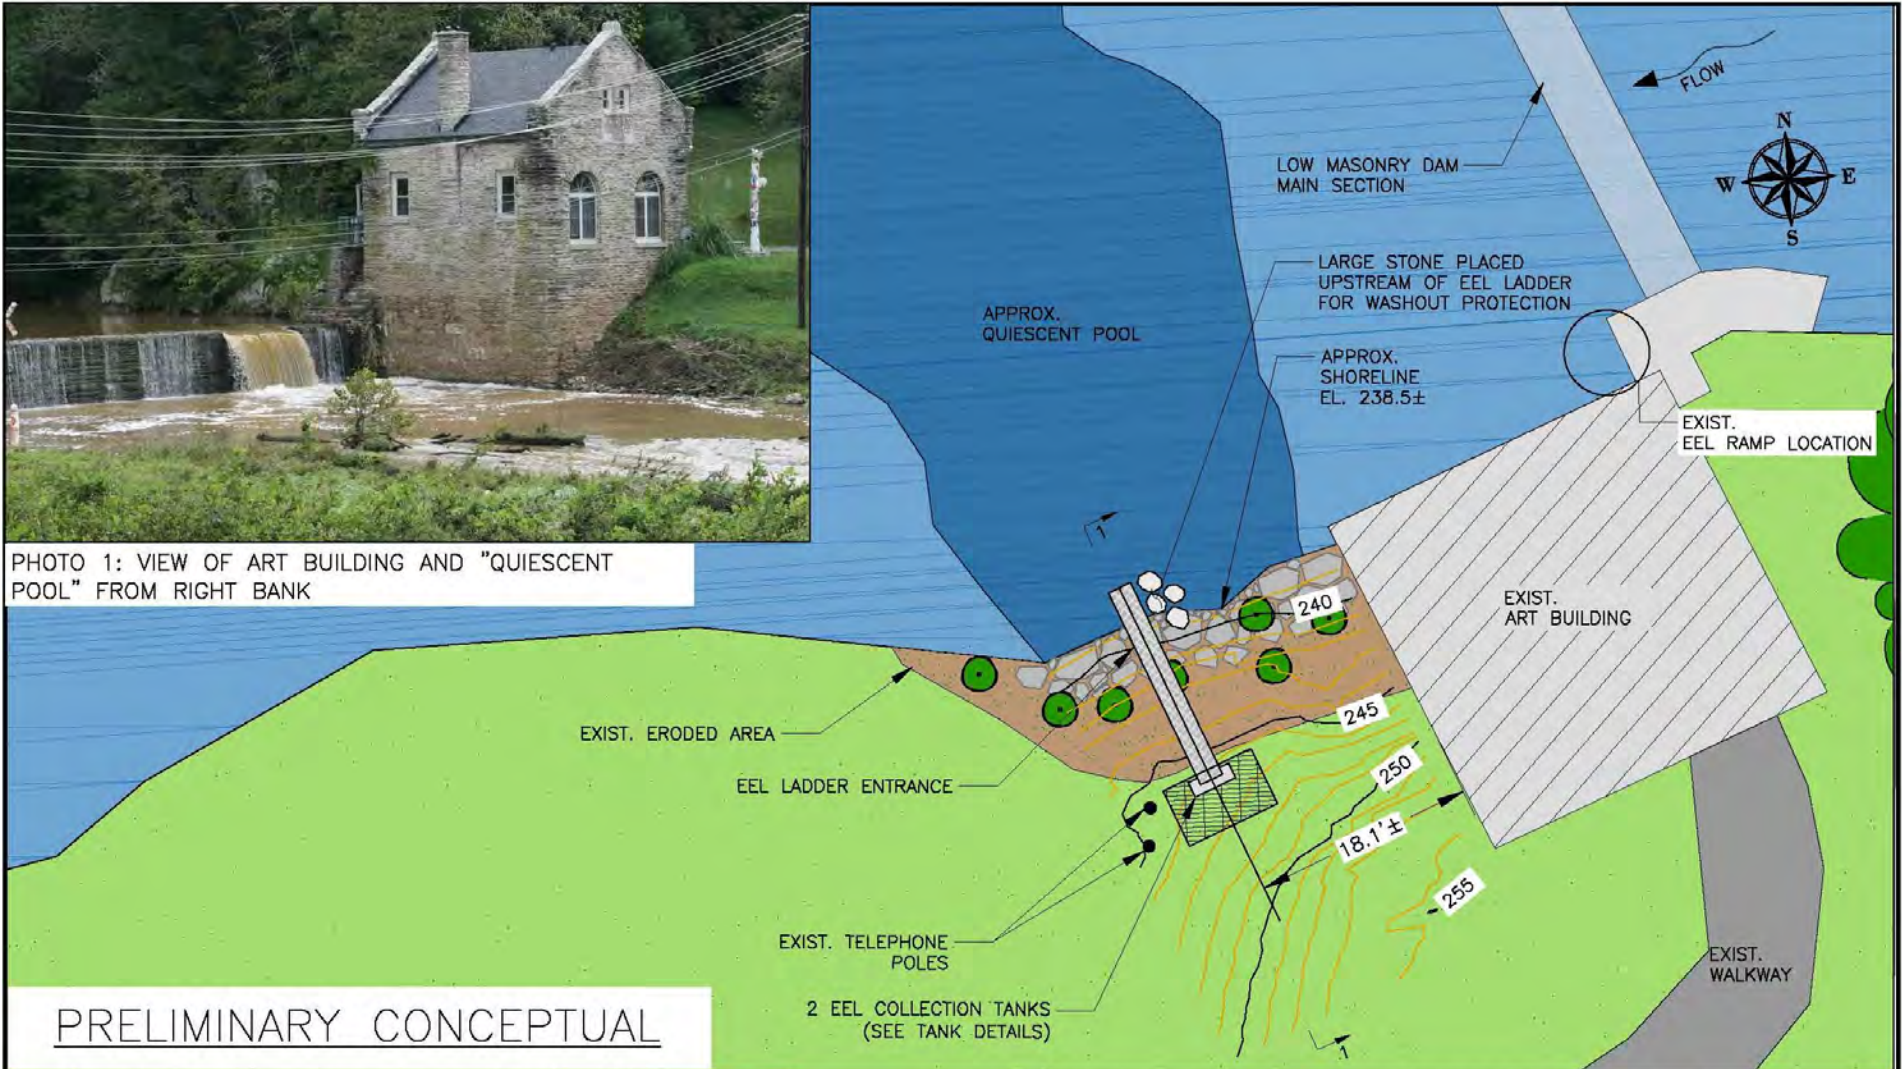 FLOW
N
W
E
S
LOW MASONRY DAM
MAIN SECTION
LARGE STONE PLACED
UPSTREAM OF EEL LADDER
FOR WASHOUT PROTECTION
APPROX.
QUIESCENT POOL
APPROX.
SHORELINE
EL. 238.5±
EXIST.
EEL RAMP LOCATION
1
PHOTO 1: VIEW OF ART BUILDING AND "QUIESCENT
POOL" FROM RIGHT BANK
240
EXIST.
ART BUILDING
EXIST. ERODED AREA
245
EEL LADDER ENTRANCE
250
18.1'±
255
EXIST. TELEPHONE
POLES
EXIST.
WALKWAY
2 EEL COLLECTION TANKS
(SEE TANK DETAILS)
1
PRELIMINARY CONCEPTUAL